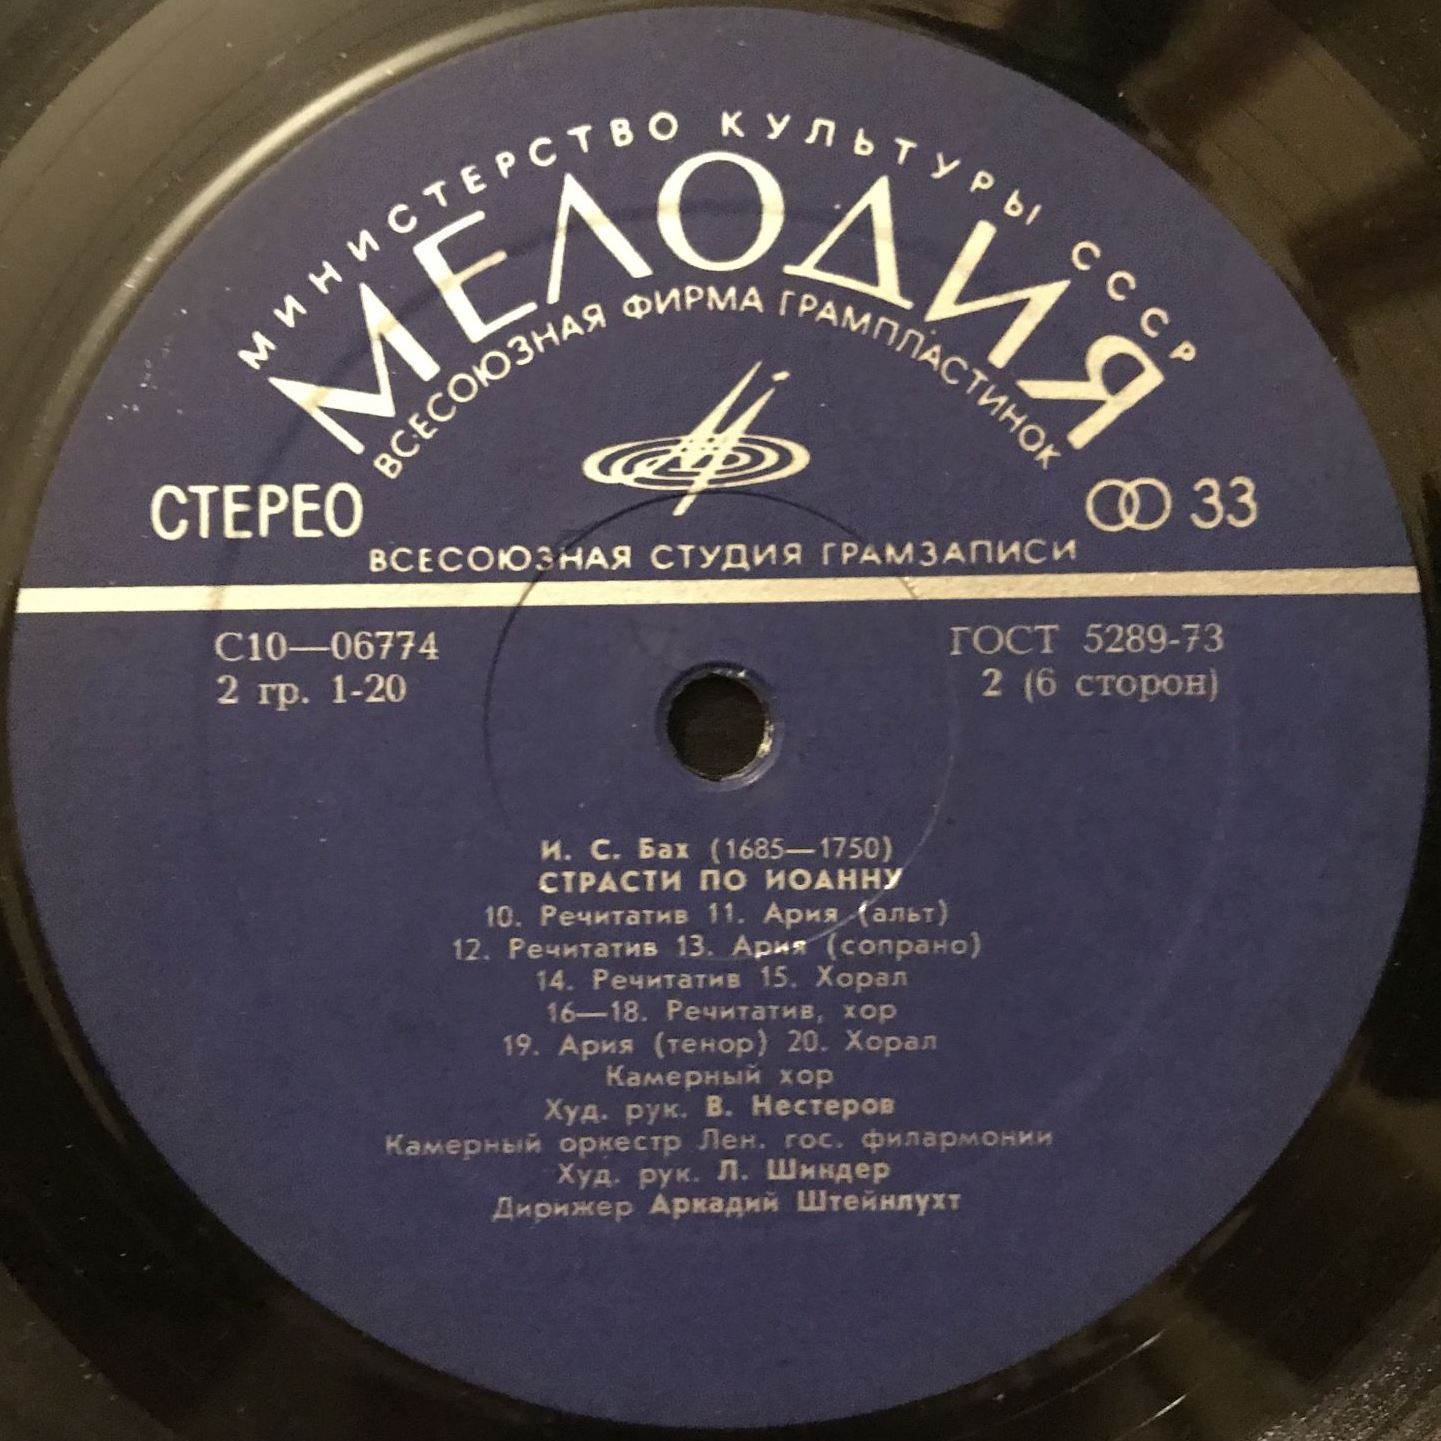 МИНИСТЕРСТВО КУЛЬТУРЫ СССР
МЕЛОДИЯ
ВСЕСОЮЗНАЯ ФИРМА ГРАМПЛАСТИНОК
СТЕРЕО
33
ВСЕСОЮЗНАЯ СТУДИЯ ГРАМЗАПИСИ
С10—06774
ГОСТ 5289-73
2 гр. 1-20
2 (6 сторон)
И. С. Бах (1685—1750)
СТРАСТИ ПО ИОАННУ
10. Речитатив 11. Ария (альт)
12. Речитатив 13. Ария (сопрано)
14. Речитатив 15. Хорал
16—18. Речитатив, хор
19. Ария (тенор) 20. Хорал
Камерный хор
Худ. рук. В. Нестеров
Камерный оркестр Лен. гос. филармонии
Худ. рук. Л. Шиндер
Дирижер Аркадий Штейнлухт